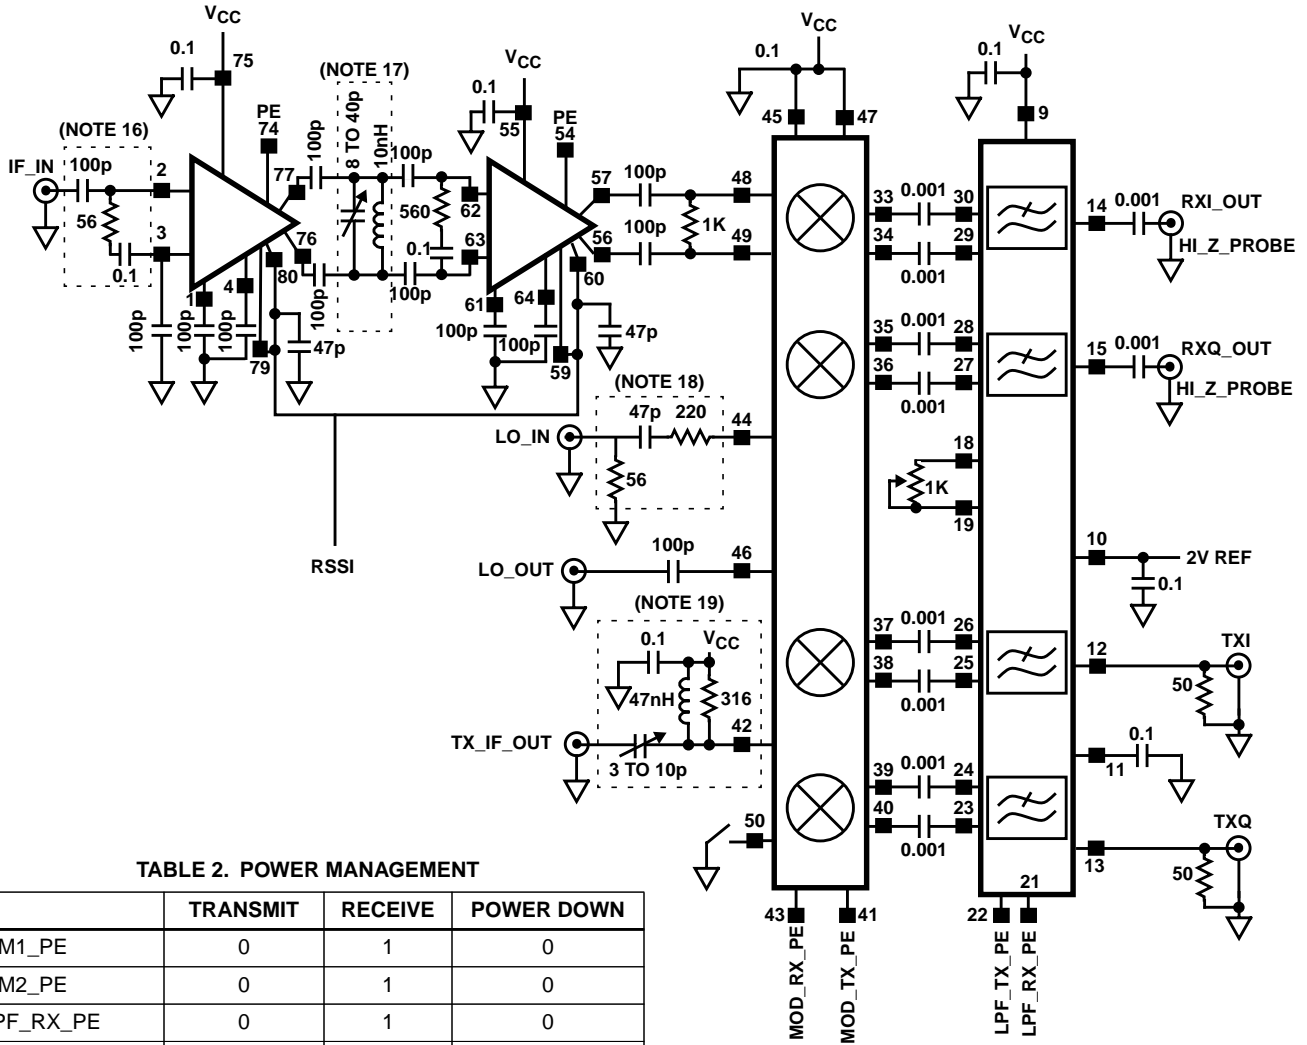 VCC
0.1
75
(NOTE 16)
IF_IN
100p
56
0.1
2
3
PE
74
77
76
80
1
4
79
100p
100p
100p
47p
100p
100p
(NOTE 17)
8 TO 40p
10nH
100p
100p
560
0.1
VCC
0.1
55
PE
54
62
63
57
56
60
61
64
59
100p
100p
47p
100p
100p
1K
RSSI
(NOTE 18)
LO_IN
47p
220
56
44
LO_OUT
100p
46
(NOTE 19)
0.1
VCC
47nH
316
TX_IF_OUT
3 TO 10p
42
50
VCC
0.1
45
47
48
49
33
0.001
30
34
0.001
29
35
0.001
28
36
0.001
27
18
1K
19
37
0.001
26
38
0.001
25
39
0.001
24
40
0.001
23
43
MOD_RX_PE
41
MOD_TX_PE
VCC
0.1
9
14
0.001
RXI_OUT
HI_Z_PROBE
15
0.001
RXQ_OUT
HI_Z_PROBE
10
2V REF
0.1
12
TXI
50
11
0.1
13
TXQ
50
21
22
LPF_TX_PE
LPF_RX_PE
TABLE 2. POWER MANAGEMENT
TRANSMIT RECEIVE POWER DOWN
M1_PE 0 1 0
M2_PE 0 1 0
PF_RX_PE 0 1 0